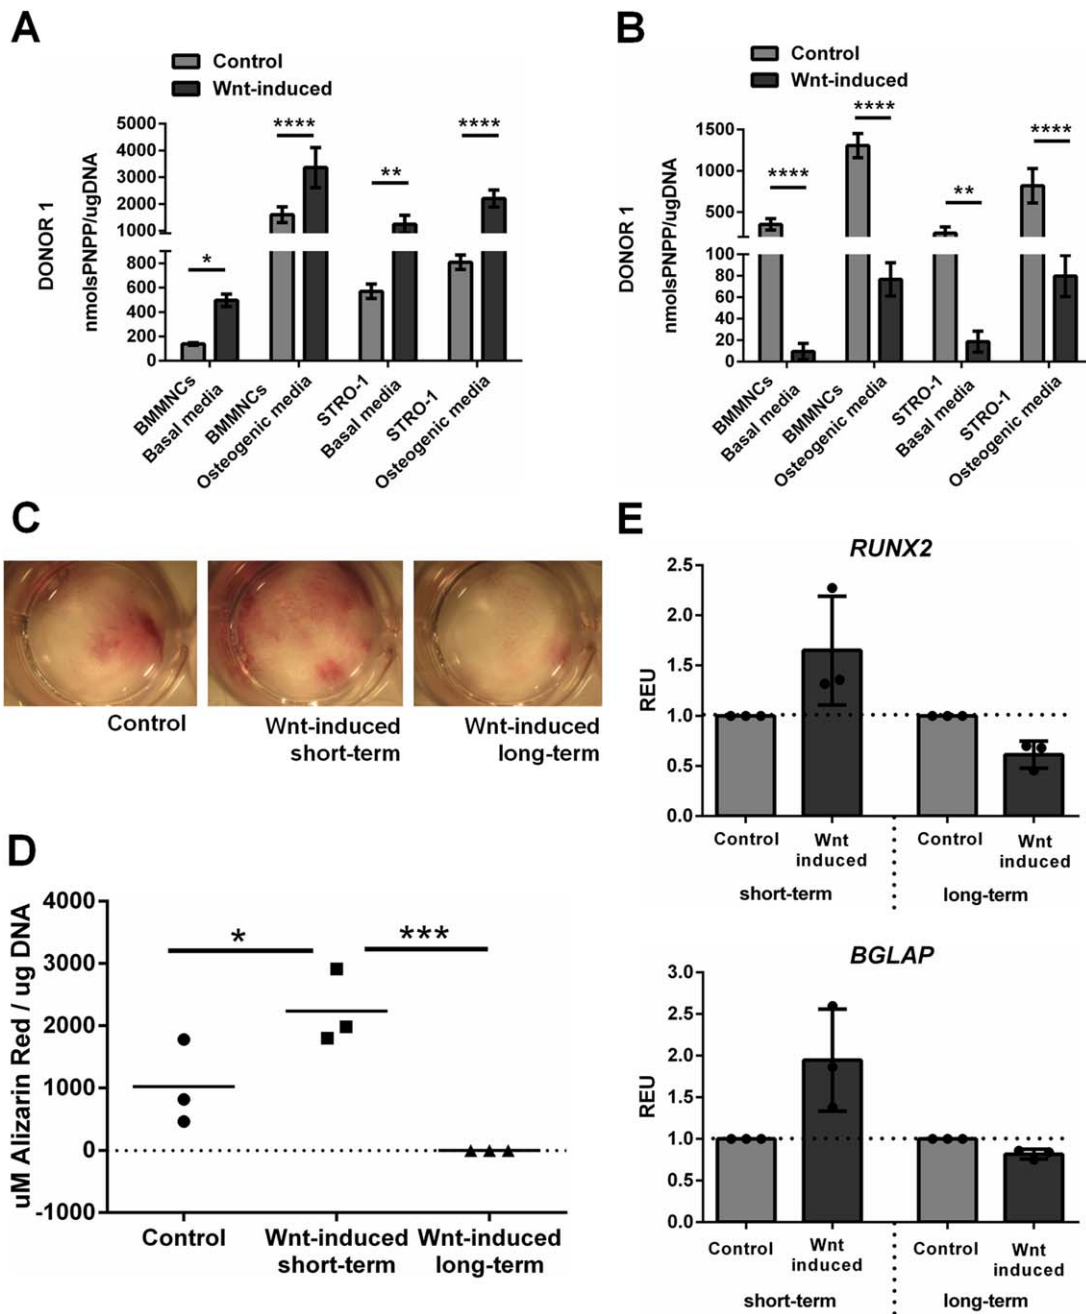 A
Control
Wnt-induced
DONOR 1
nmolsPNPP/ugDNA
5000
4000
3000
2000
1000
800
600
400
200
0
*
****
**
****
BMMNCs
Basal media
BMMNCs
Osteogenic media
STRO-1
Basal media
STRO-1
Osteogenic media
B
Control
Wnt-induced
DONOR 1
nmolsPNPP/ugDNA
1500
1000
500
100
80
60
40
20
0
****
****
**
****
BMMNCs
Basal media
BMMNCs
Osteogenic media
STRO-1
Basal media
STRO-1
Osteogenic media
C
Control
Wnt-induced
short-term
Wnt-induced
long-term
D
uM Alizarin Red / ug DNA
4000
3000
2000
1000
0
-1000
*
***
Control
Wnt-induced
short-term
Wnt-induced
long-term
E
RUNX2
REU
2.5
2.0
1.5
1.0
0.5
0.0
Control
Wnt
induced
Control
Wnt
induced
short-term
long-term
BGLAP
REU
3.0
2.5
2.0
1.5
1.0
0.5
0.0
Control
Wnt
induced
Control
Wnt
induced
short-term
long-term